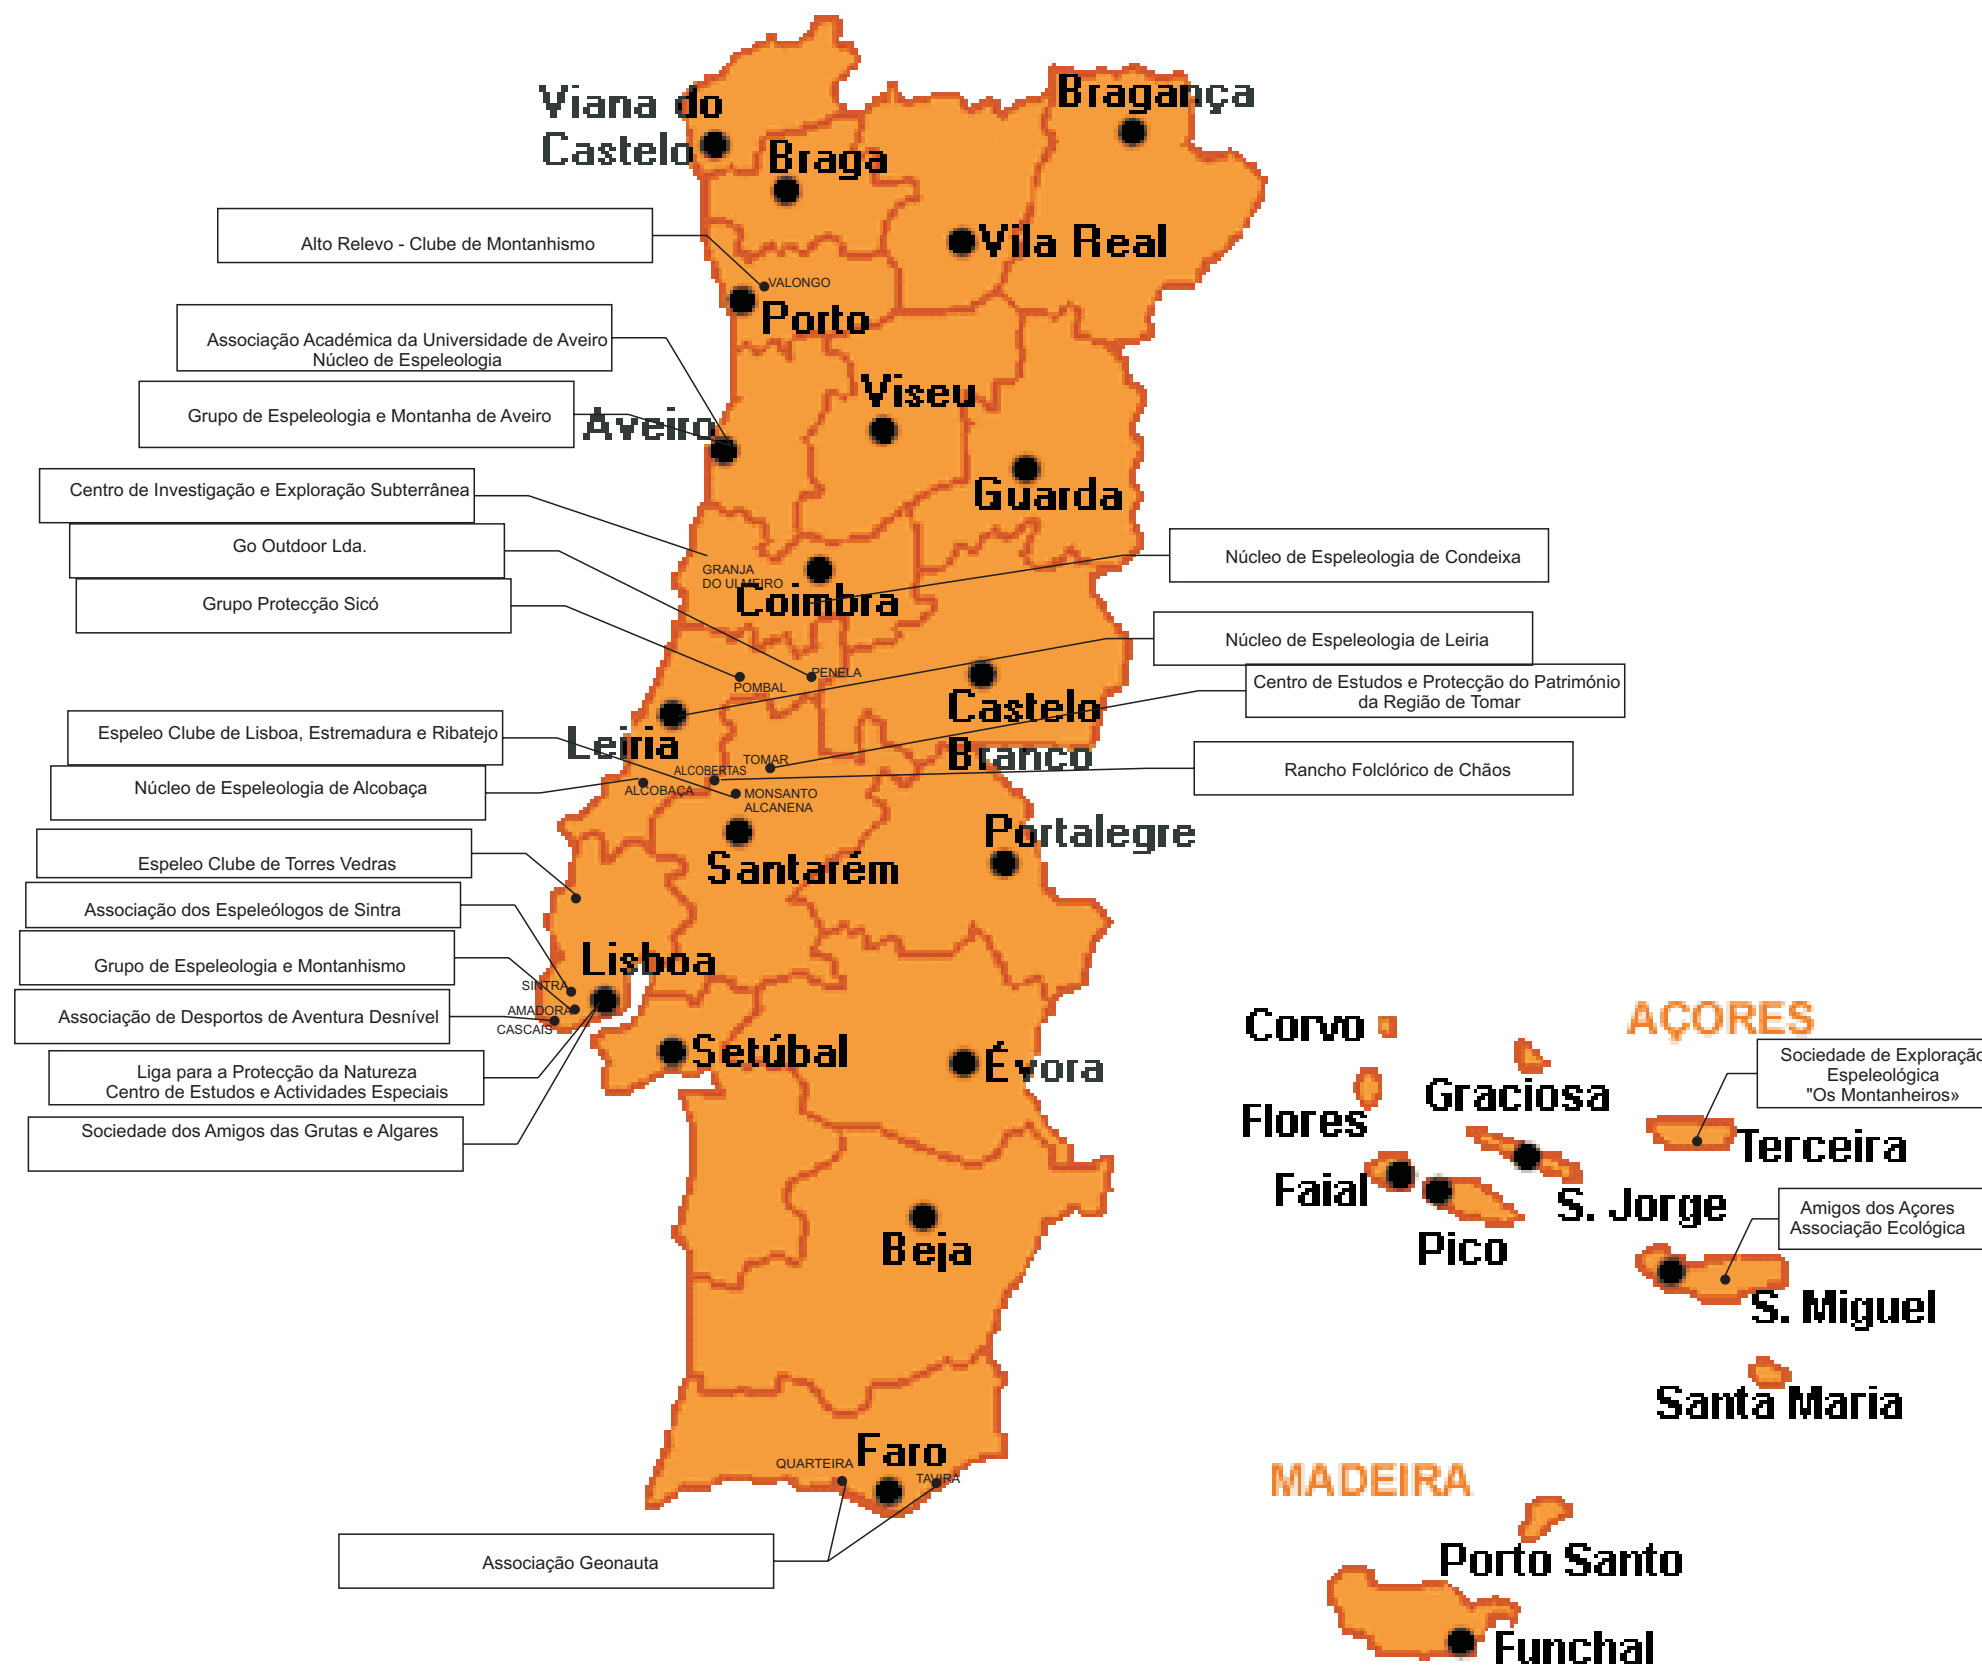 Viana do
Castelo
Braga
Bragança
Vila Real
Alto Relevo - Clube de Montanhismo
VALONGO
Porto
Associação Académica da Universidade de Aveiro
Núcleo de Espeleologia
Viseu
Grupo de Espeleologia e Montanha de Aveiro
Aveiro
Guarda
Centro de Investigação e Exploração Subterrânea
Go Outdoor Lda.
Núcleo de Espeleologia de Condeixa
GRANJA
DO ULMEIRO
Coimbra
Grupo Protecção Sicó
Núcleo de Espeleologia de Leiria
PENELA
POMBAL
Centro de Estudos e Protecção do Património
da Região de Tomar
Castelo
Branco
Leiria
Espeleo Clube de Lisboa, Estremadura e Ribatejo
TOMAR
ALCOBERTAS
Rancho Folclórico de Chãos
Núcleo de Espeleologia de Alcobaça
ALCOBAÇA
MONSANTO
ALCANENA
Portalegre
Santarém
Espeleo Clube de Torres Vedras
Associação dos Espeleólogos de Sintra
Lisboa
Grupo de Espeleologia e Montanhismo
SINTRA
AMADORA
CASCAIS
Associação de Desportos de Aventura Desnível
Setúbal
Évora
Liga para a Protecção da Natureza
Centro de Estudos e Actividades Especiais
Sociedade dos Amigos das Grutas e Algares
Beja
Faro
QUARTEIRA
TAVIRA
Associação Geonauta
AÇORES
Corvo
Graciosa
Flores
Sociedade de Exploração
Espeleológica
"Os Montanheiros»
Terceira
Faial
S. Jorge
Pico
Amigos dos Açores
Associação Ecológica
S. Miguel
Santa Maria
MADEIRA
Porto Santo
Funchal